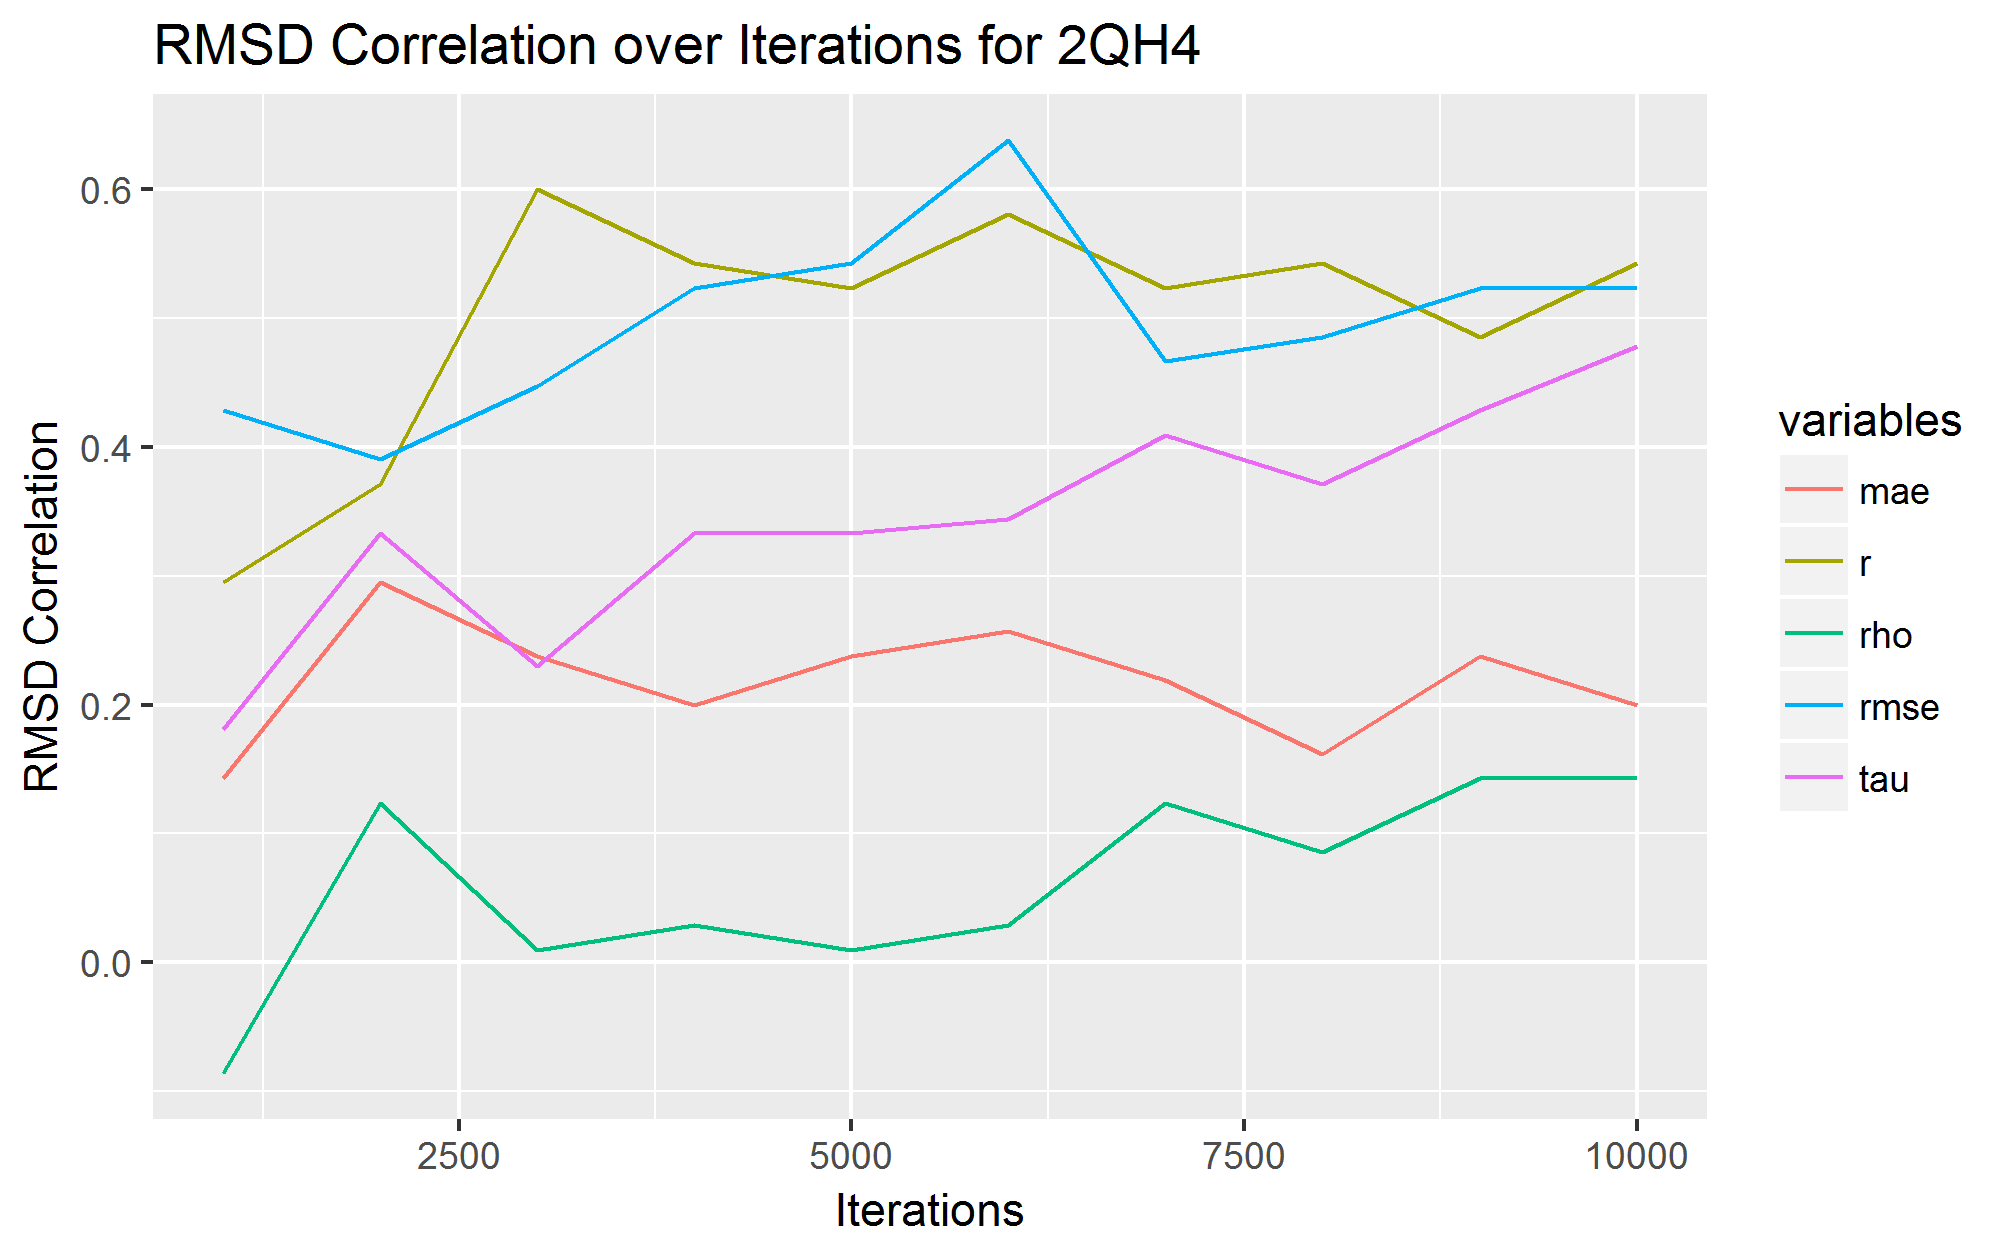 RMSD Correlation over Iterations for 2QH4
0.6
0.4
0.2
0.0
RMSD Correlation
2500 5000 7500 10000
Iterations
variables
mae
r
rho
rmse
tau